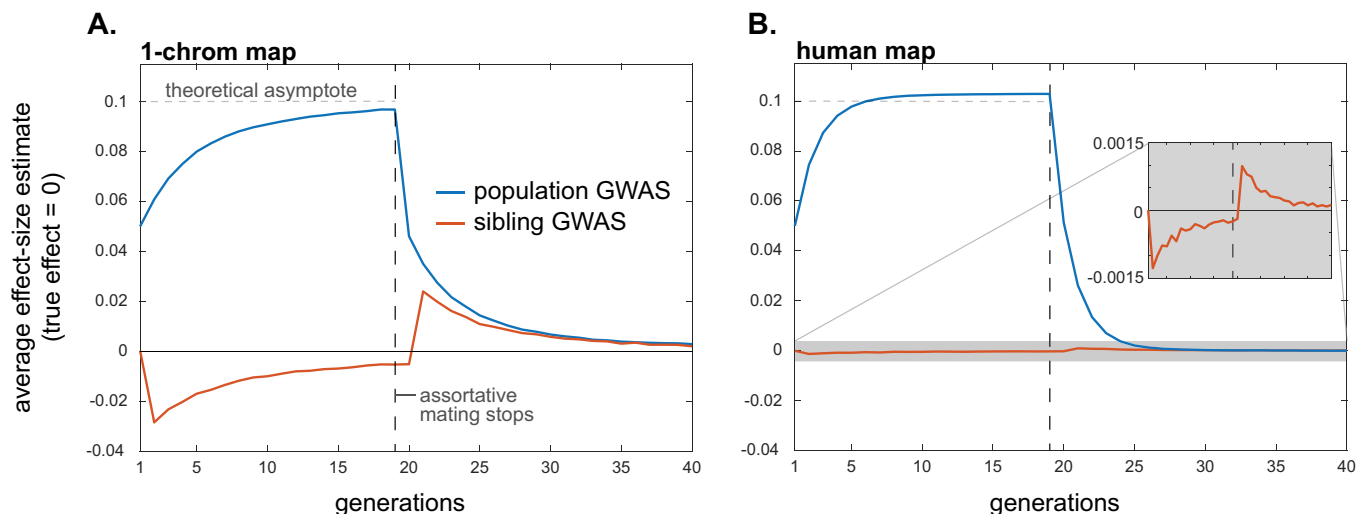 A.
1-chrom map
theoretical asymptote
0.1
0.08
0.06
0.04
0.02
0
-0.02
-0.04
population GWAS
sibling GWAS
assortative
mating stops
1 5 10 15 20 25 30 35 40
generations
average effect-size estimate
(true effect = 0)
B.
human map
0.1
0.08
0.06
0.04
0.02
0
-0.02
-0.04
0.0015
0
-0.0015
1 5 10 15 20 25 30 35 40
generations